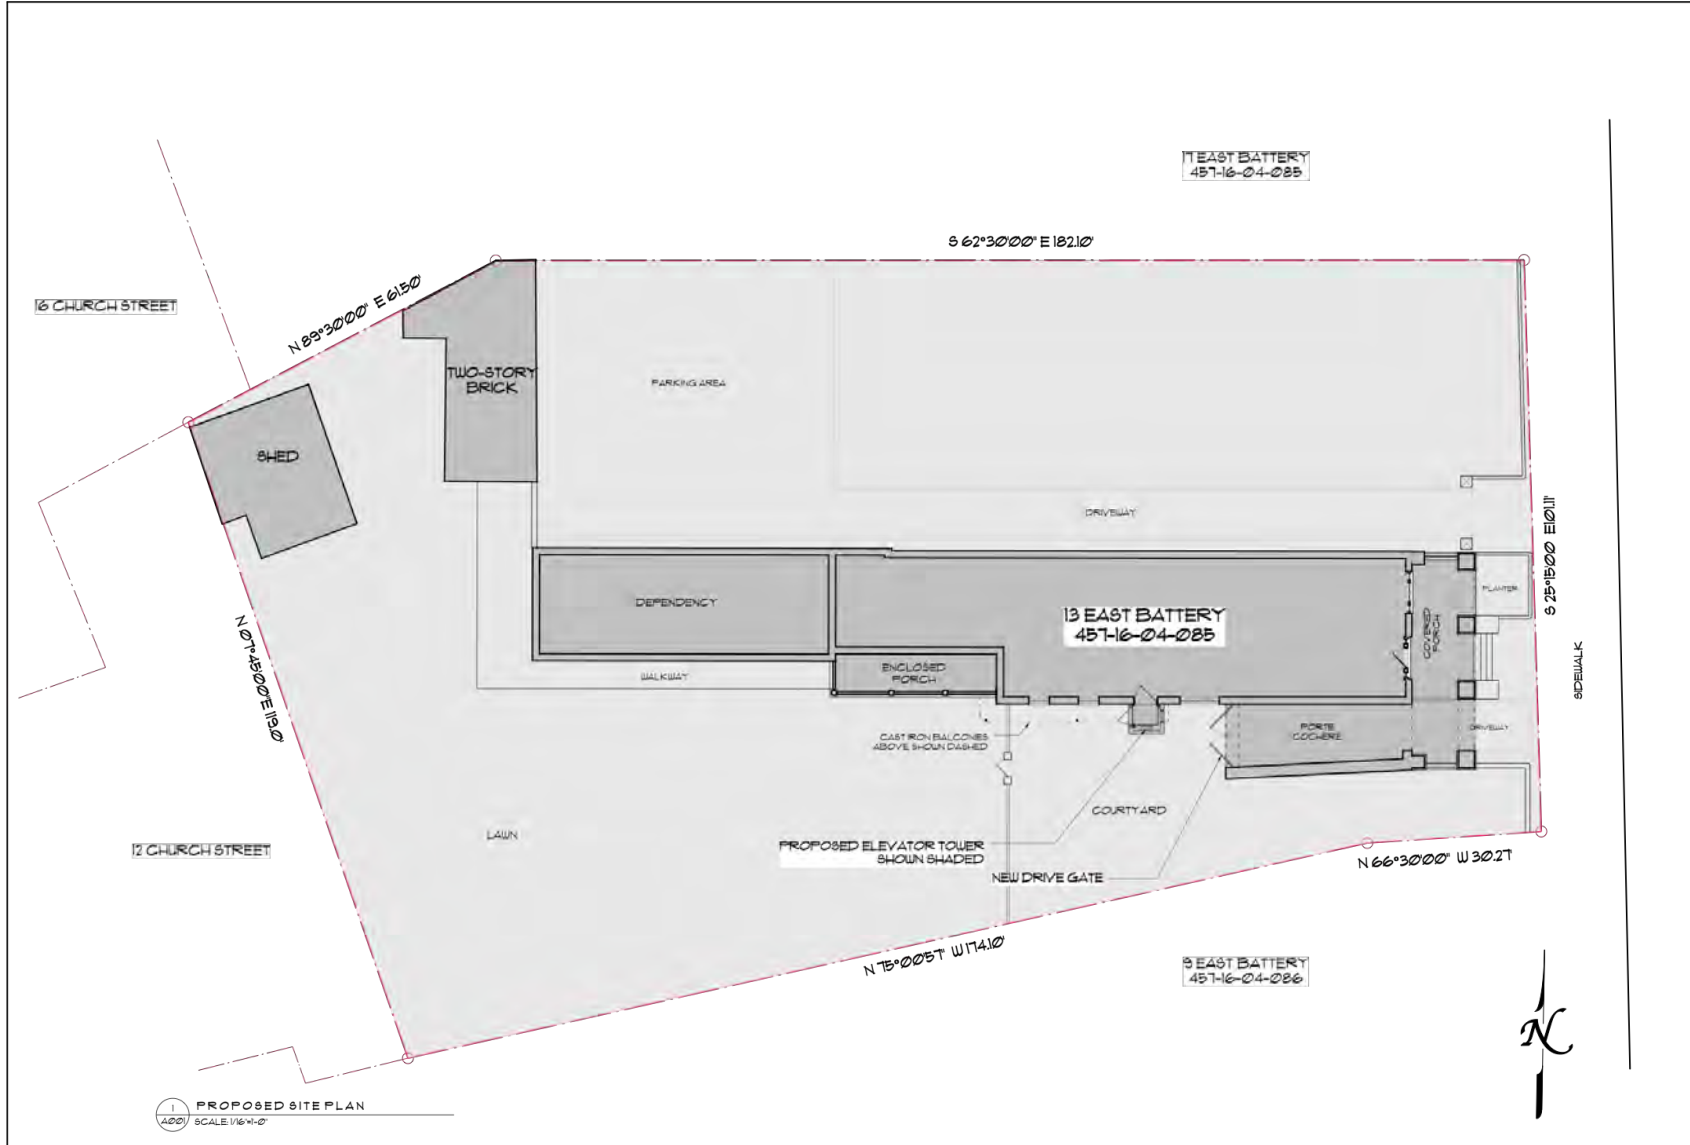 17 EAST BATTERY
457-16-04-085
S 62°30'00" E 182.10'
16 CHURCH STREET
N 89°30'00" E 61.50'
TWO-STORY
BRICK
PARKING AREA
SHED
DRIVEWAY
S 25°15'00 E101.11'
PLANTER
DEPENDENCY
13 EAST BATTERY
457-16-04-085
COVERED
PORCH
SIDEWALK
N 07°45'00"E 119.0'
WALKWAY
ENCLOSED
PORCH
CAST IRON BALCONIES
ABOVE SHOWN DASHED
PORTE
COCHERE
DRIVEWAY
COURTYARD
LAWN
PROPOSED ELEVATOR TOWER
SHOWN SHADED
NEW DRIVE GATE
12 CHURCH STREET
N 66°30'00" W 30.27'
N 75°00'57" W 174.10'
9 EAST BATTERY
457-16-04-086
N
1
A001
PROPOSED SITE PLAN
SCALE: 1/16"=1'-0"